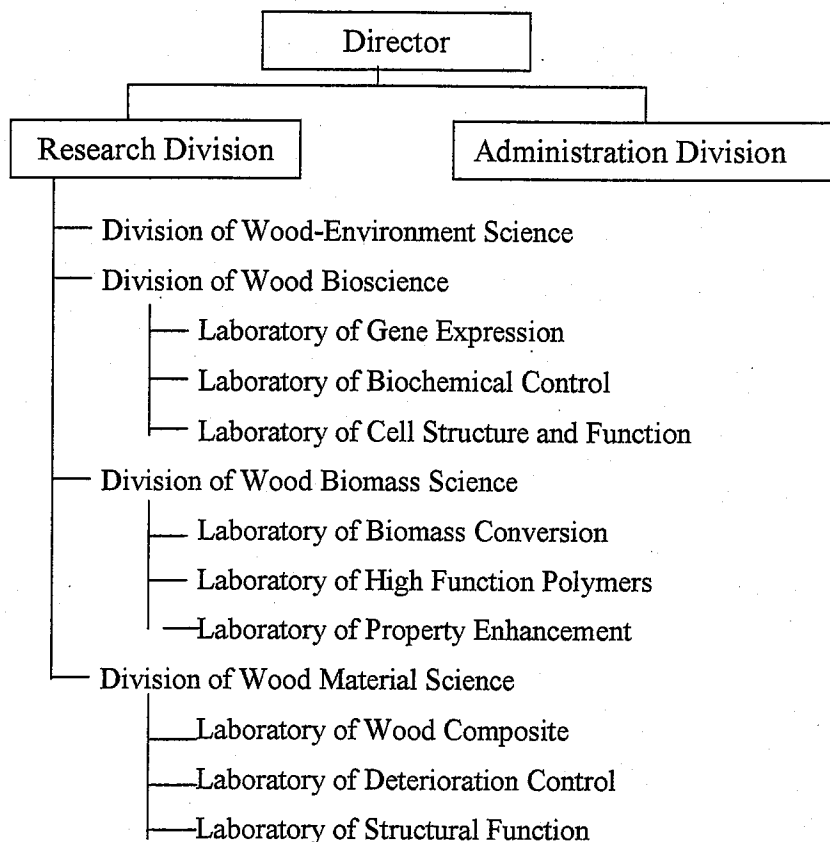 Director
Research Division
Administration Division
Division of Wood-Environment Science
Division of Wood Bioscience
Laboratory of Gene Expression
Laboratory of Biochemical Control
Laboratory of Cell Structure and Function
Division of Wood Biomass Science
Laboratory of Biomass Conversion
Laboratory of High Function Polymers
Laboratory of Property Enhancement
Division of Wood Material Science
Laboratory of Wood Composite
Laboratory of Deterioration Control
Laboratory of Structural Function